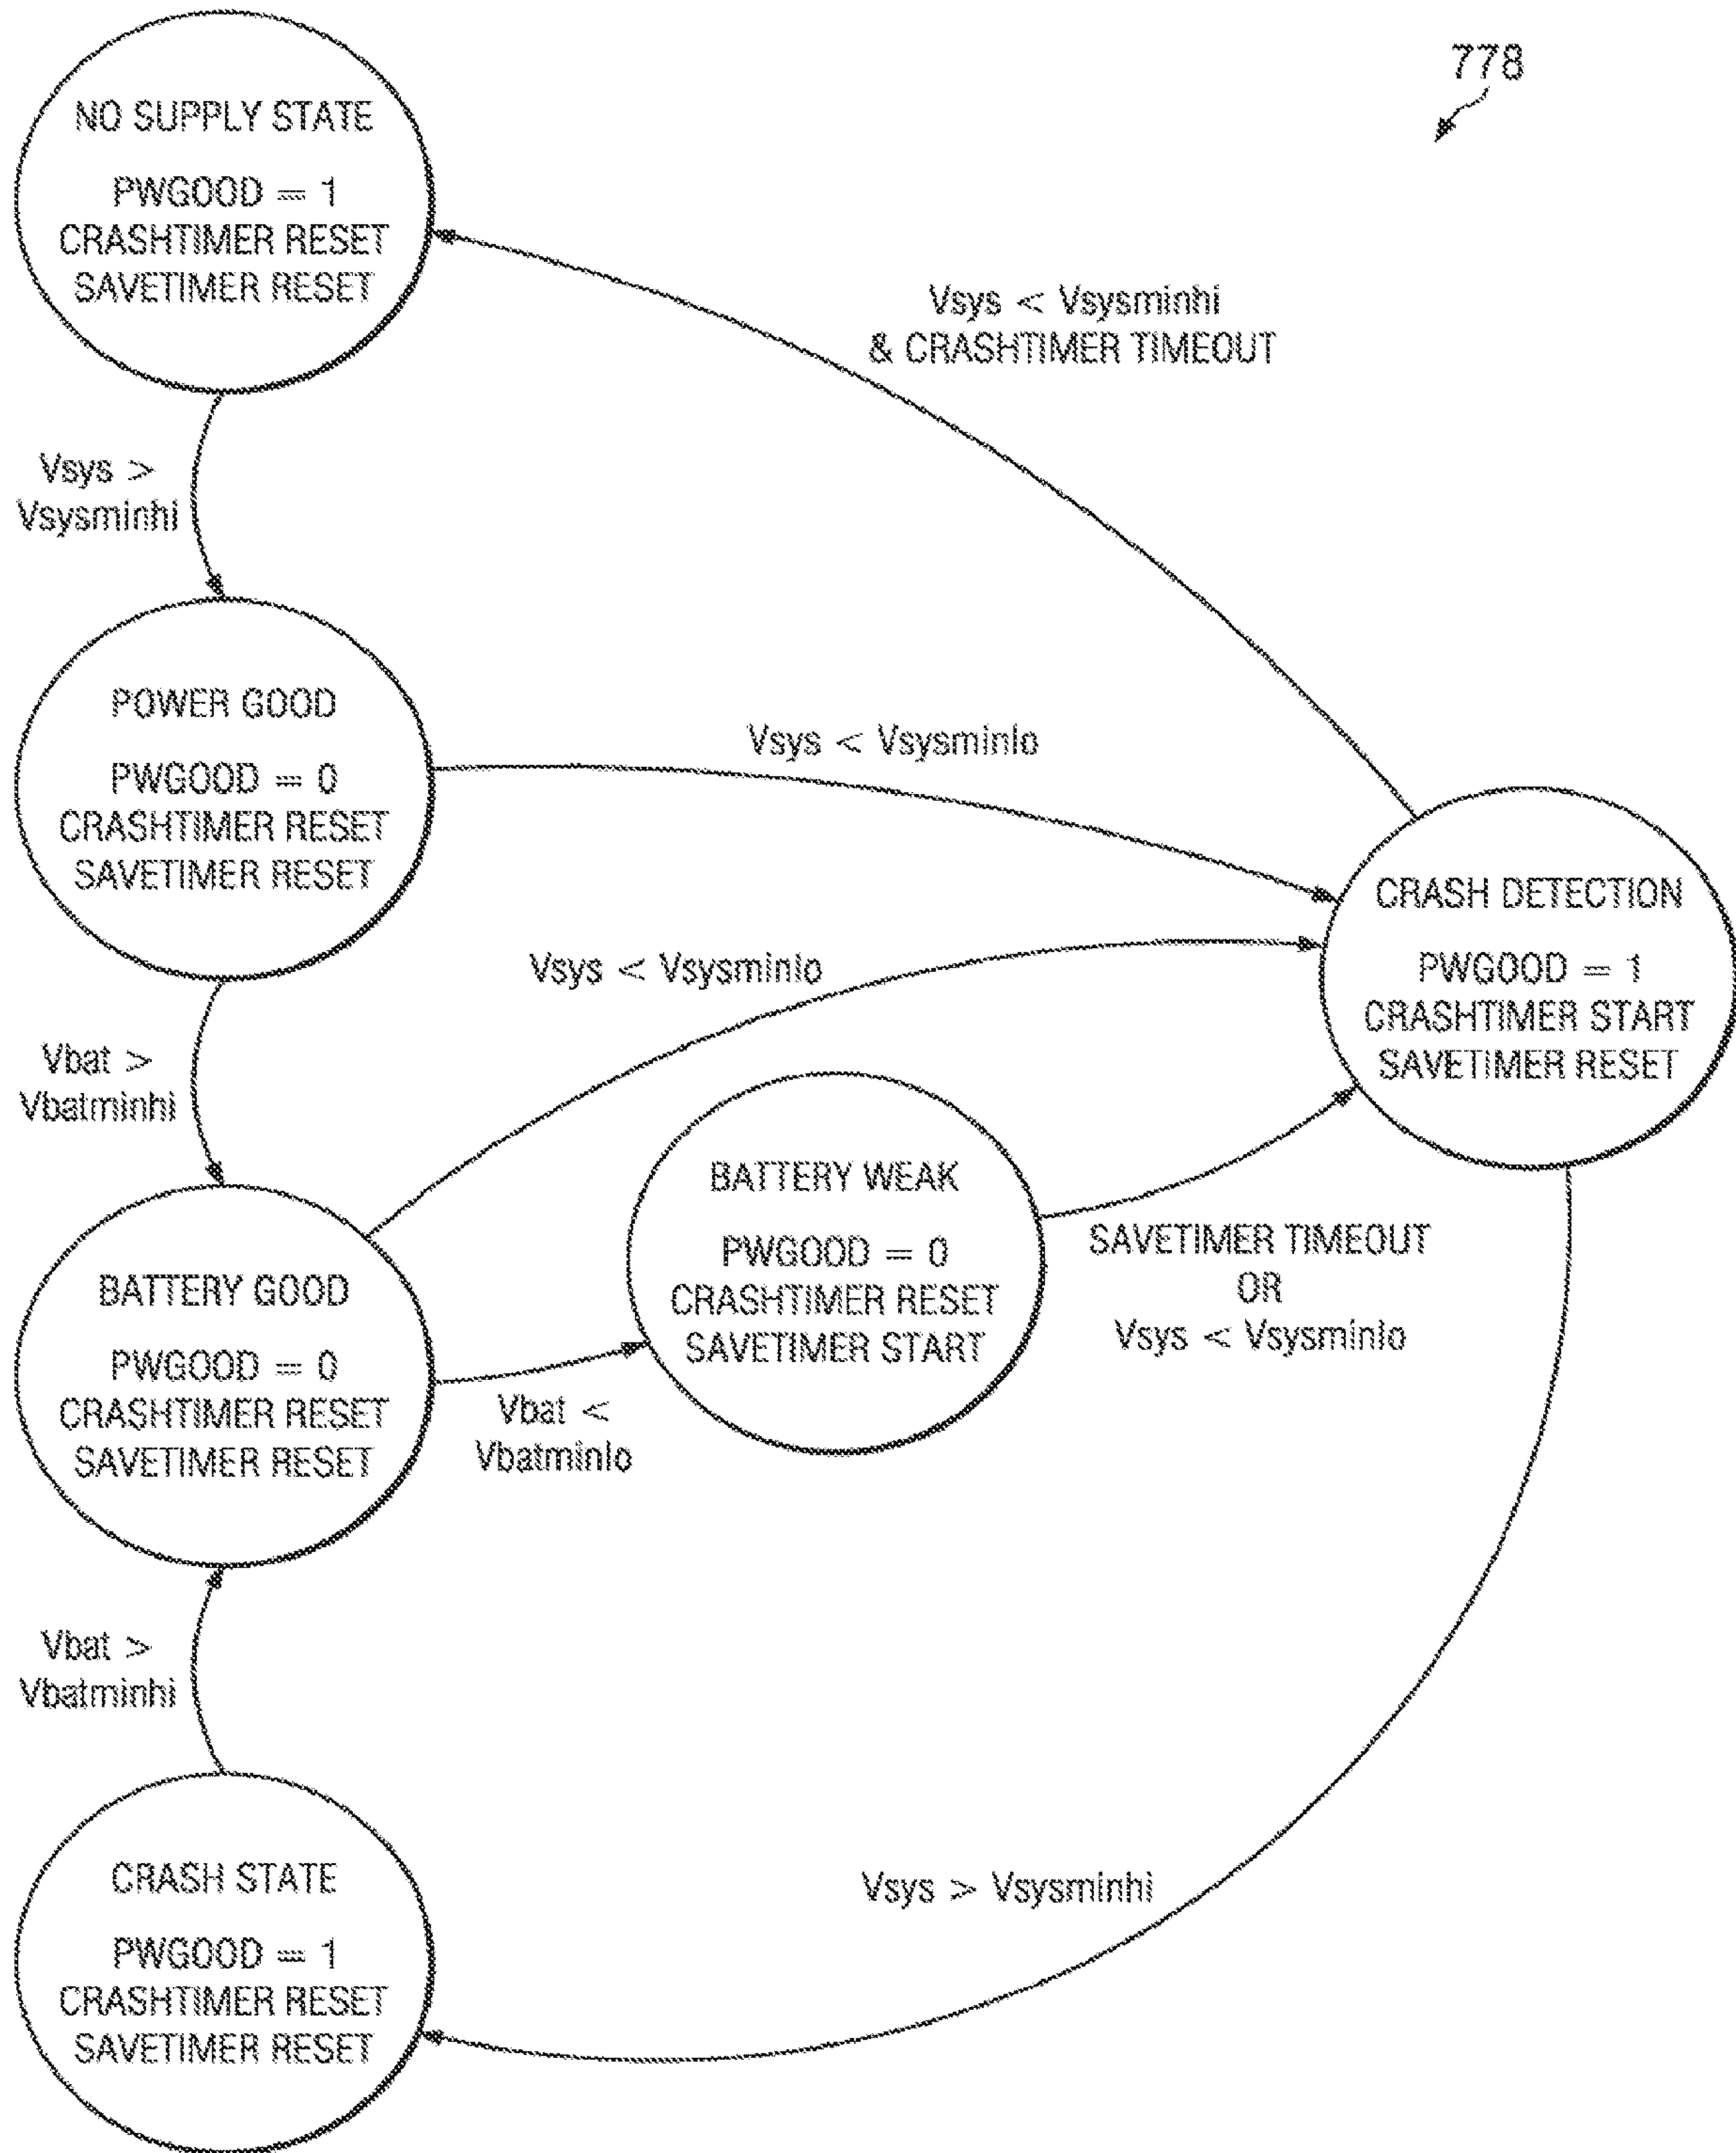 778
NO SUPPLY STATE
PWGOOD = 1
CRASHTIMER RESET
SAVETIMER RESET
Vsys < Vsysminhi
& CRASHTIMER TIMEOUT
Vsys >
Vsysminhi
POWER GOOD
PWGOOD = 0
CRASHTIMER RESET
SAVETIMER RESET
Vsys < Vsysminlo
CRASH DETECTION
PWGOOD = 1
CRASHTIMER START
SAVETIMER RESET
Vsys < Vsysminlo
Vbat >
Vbatminhi
BATTERY WEAK
PWGOOD = 0
CRASHTIMER RESET
SAVETIMER START
SAVETIMER TIMEOUT
OR
Vsys < Vsysminlo
BATTERY GOOD
PWGOOD = 0
CRASHTIMER RESET
SAVETIMER RESET
Vbat <
Vbatminlo
Vbat >
Vbatminhi
CRASH STATE
PWGOOD = 1
CRASHTIMER RESET
SAVETIMER RESET
Vsys > Vsysminhi